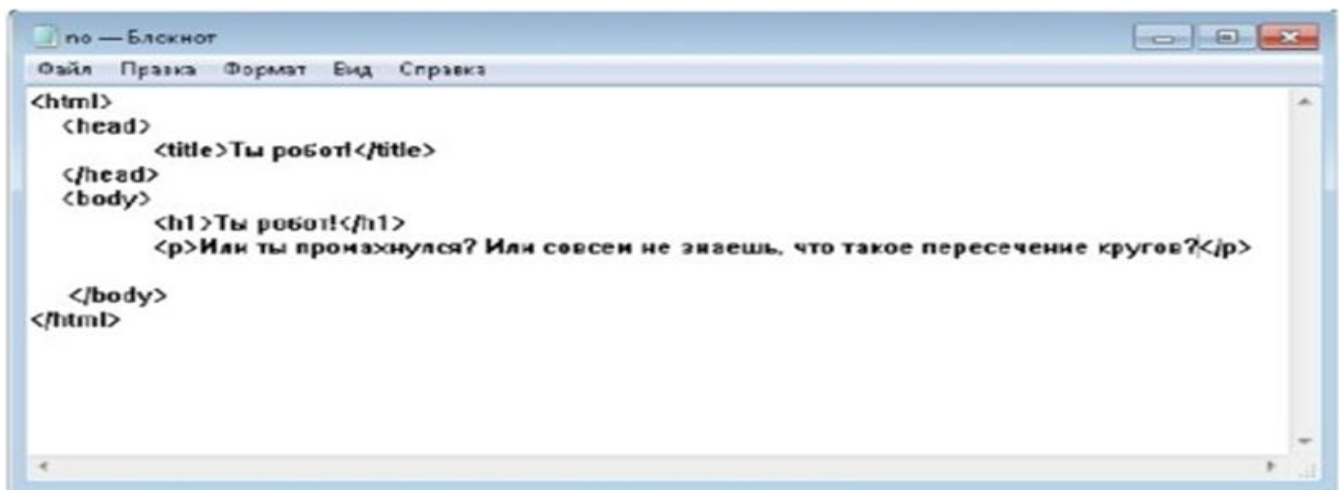 no — Блокнот
Файл Правка Формат Вид Справка
<html>
<head>
<title>Ты робот!</title>
</head>
<body>
<h1>Ты робот!</h1>
<p>Или ты промахнулся? Или совсем не знаешь, что такое пересечение кругов?</p>
</body>
</html>